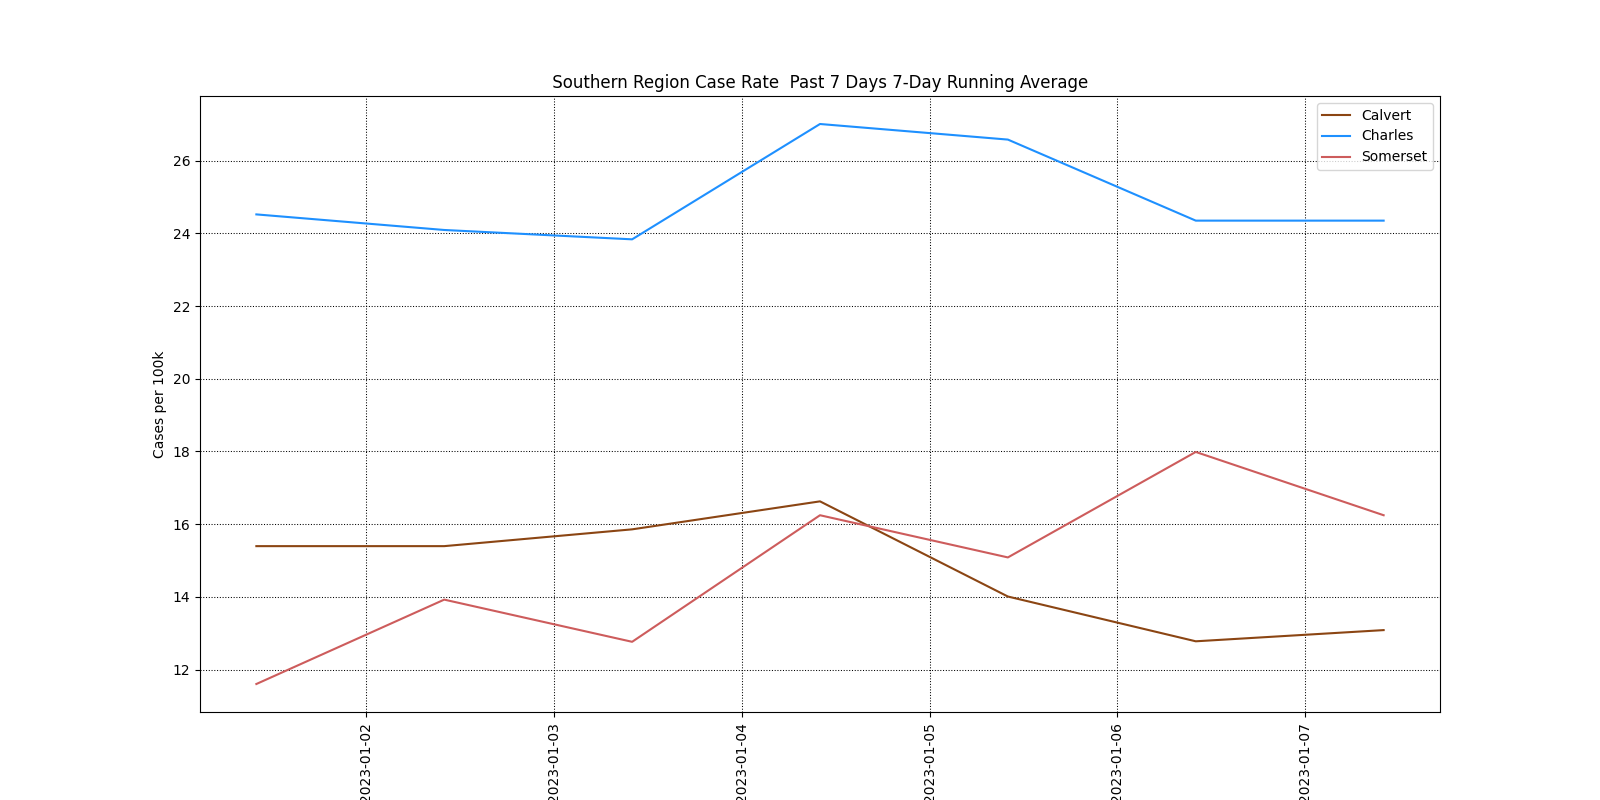 Southern Region Case Rate  Past 7 Days 7-Day Running Average
Calvert
Charles
Somerset
26
24
22
20
18
16
14
12
Cases per 100k
2023-01-02
2023-01-03
2023-01-04
2023-01-05
2023-01-06
2023-01-07